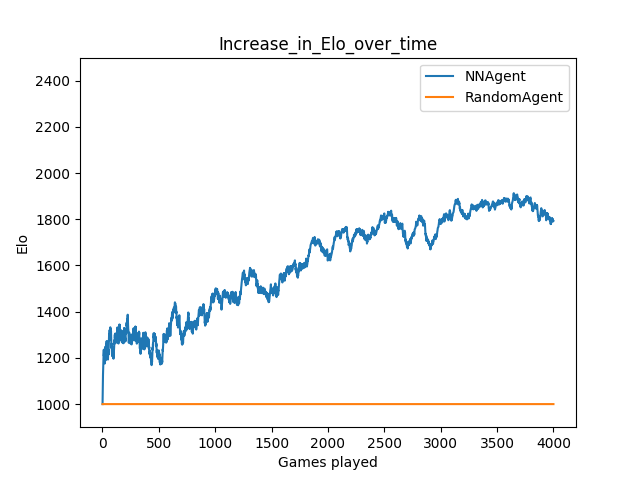 Increase_in_Elo_over_time
NNAgent
RandomAgent
2400
2200
2000
1800
1600
1400
1200
1000
Elo
0 500 1000 1500 2000 2500 3000 3500 4000
Games played